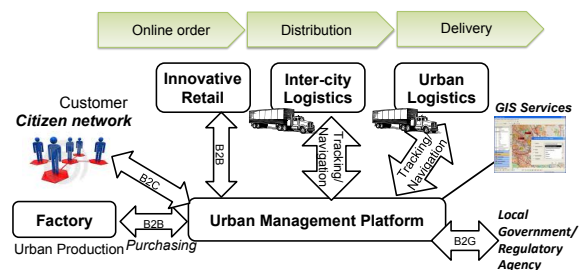 Online order
Distribution
Delivery
Innovative
Retail
Inter-city
Logistics
Urban
Logistics
Customer
Citizen network
GIS Services
B2B
Tracking/
Navigation
Tracking/
Navigation
B2C
Factory
B2B
Urban Management Platform
Urban Production
Purchasing
B2G
Local
Government/
Regulatory
Agency